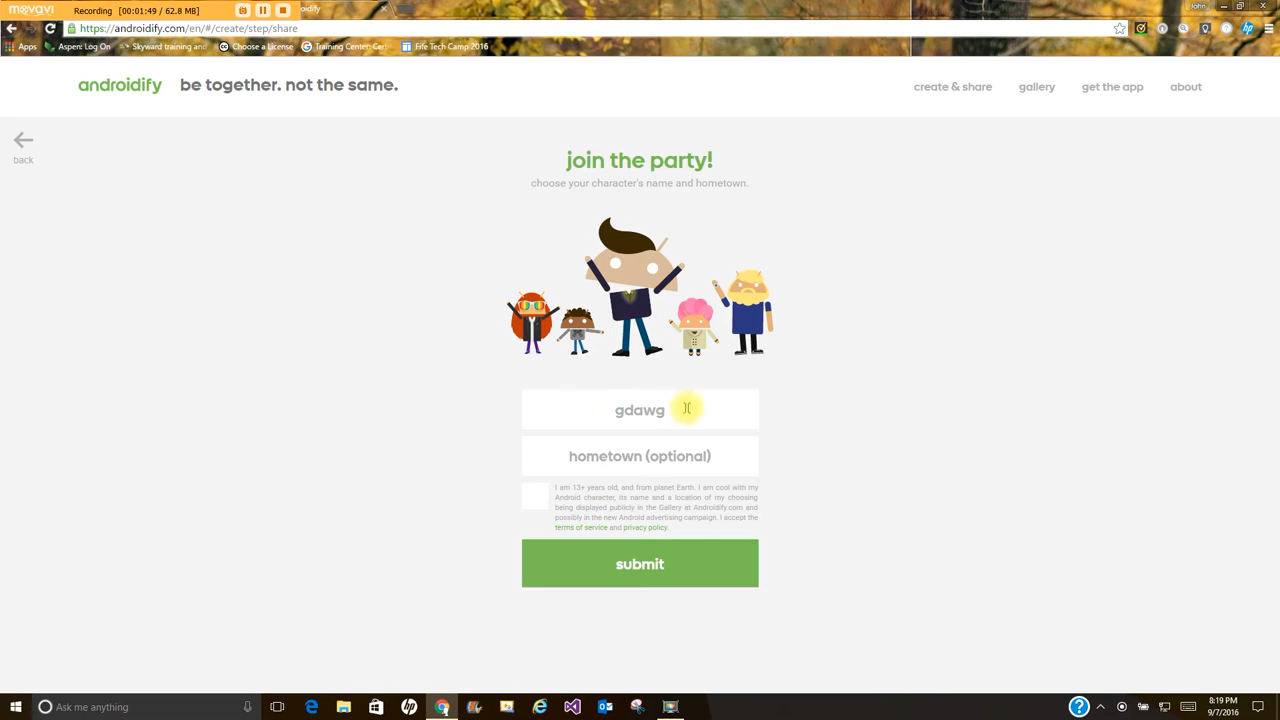 movavi Recording [00:01:49 / 62.8 MB]
John
https://androidify.com/en/#/create/step/share
Apps Aspen: Log On Skyward training and Choose a License Training Center: Cert Fife Tech Camp 2016
androidify be together. not the same. create & share gallery get the app about
back
join the party!
choose your character's name and hometown.
gdawg
hometown (optional)
I am 13+ years old, and from planet Earth. I am cool with my
Android character, its name and a location of my choosing
being displayed publicly in the Gallery at Androidify.com and
possibly in the new Android advertising campaign. I accept the
terms of service and privacy policy.
submit
Ask me anything
8:19 PM
9/7/2016